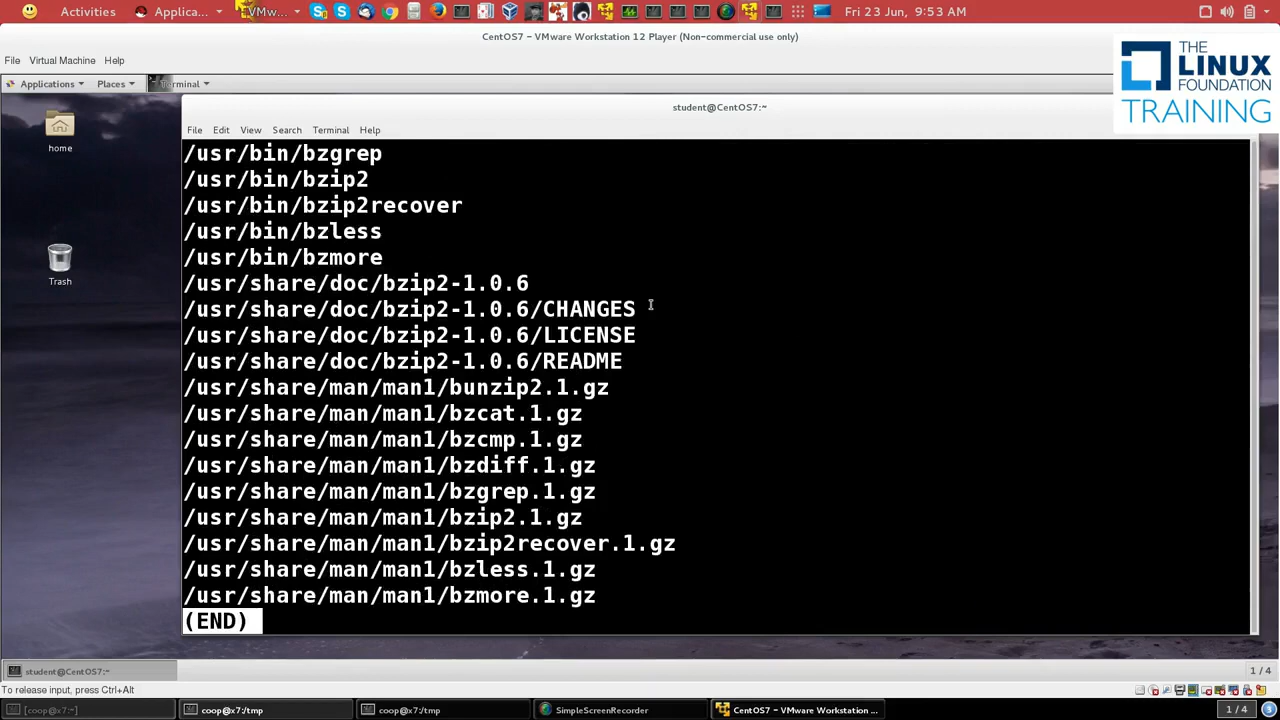 Activities
Applica...
VMw...
Fri 23 Jun, 9:53 AM
CentOS7 - VMware Workstation 12 Player (Non-commercial use only)
File Virtual Machine Help
THE
LINUX
FOUNDATION
TRAINING
Applications Places Terminal
student@CentOS7:~
File Edit View Search Terminal Help
home
Trash
/usr/bin/bzgrep
/usr/bin/bzip2
/usr/bin/bzip2recover
/usr/bin/bzless
/usr/bin/bzmore
/usr/share/doc/bzip2-1.0.6
/usr/share/doc/bzip2-1.0.6/CHANGES
/usr/share/doc/bzip2-1.0.6/LICENSE
/usr/share/doc/bzip2-1.0.6/README
/usr/share/man/man1/bunzip2.1.gz
/usr/share/man/man1/bzcat.1.gz
/usr/share/man/man1/bzcmp.1.gz
/usr/share/man/man1/bzdiff.1.gz
/usr/share/man/man1/bzgrep.1.gz
/usr/share/man/man1/bzip2.1.gz
/usr/share/man/man1/bzip2recover.1.gz
/usr/share/man/man1/bzless.1.gz
/usr/share/man/man1/bzmore.1.gz
(END)
student@CentOS7:~
1 / 4
To release input, press Ctrl+Alt
[coop@x7:~]
coop@x7:/tmp
coop@x7:/tmp
SimpleScreenRecorder
CentOS7 - VMware Workstation ...
1 / 4
3